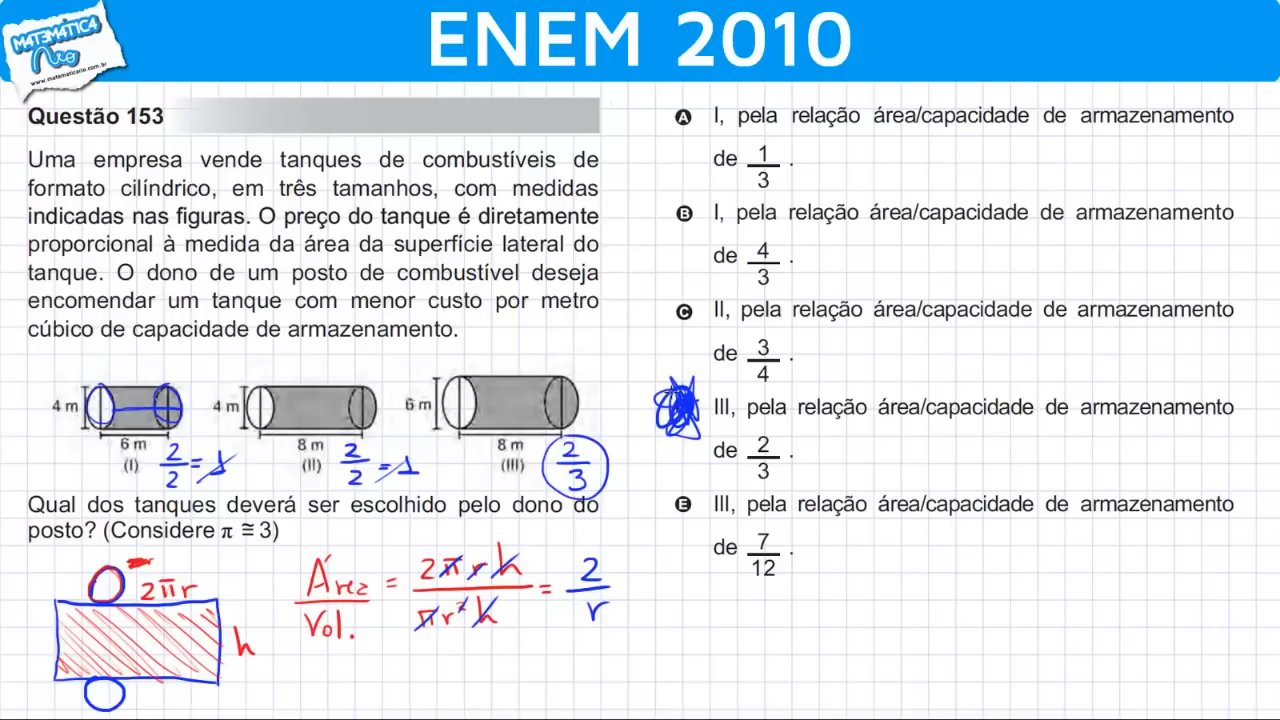 MATEMÁTICA
Rio
www.matematicario.com.br
ENEM 2010
Questão 153
Uma empresa vende tanques de combustíveis de
formato cilíndrico, em três tamanhos, com medidas
indicadas nas figuras. O preço do tanque é diretamente
proporcional à medida da área da superfície lateral do
tanque. O dono de um posto de combustível deseja
encomendar um tanque com menor custo por metro
cúbico de capacidade de armazenamento.
4 m 4 m 6 m
6 m 8 m 8 m
(I) (II) (III)
2/2 = 1 2/2 = 1 2/3
Qual dos tanques deverá ser escolhido pelo dono do
posto? (Considere π ≅ 3)
2πr
h
Área/Vol. = 2πrh/πr²h = 2/r
A I, pela relação área/capacidade de armazenamento
de 1/3 .
B I, pela relação área/capacidade de armazenamento
de 4/3 .
C II, pela relação área/capacidade de armazenamento
de 3/4 .
III, pela relação área/capacidade de armazenamento
de 2/3 .
E III, pela relação área/capacidade de armazenamento
de 7/12 .